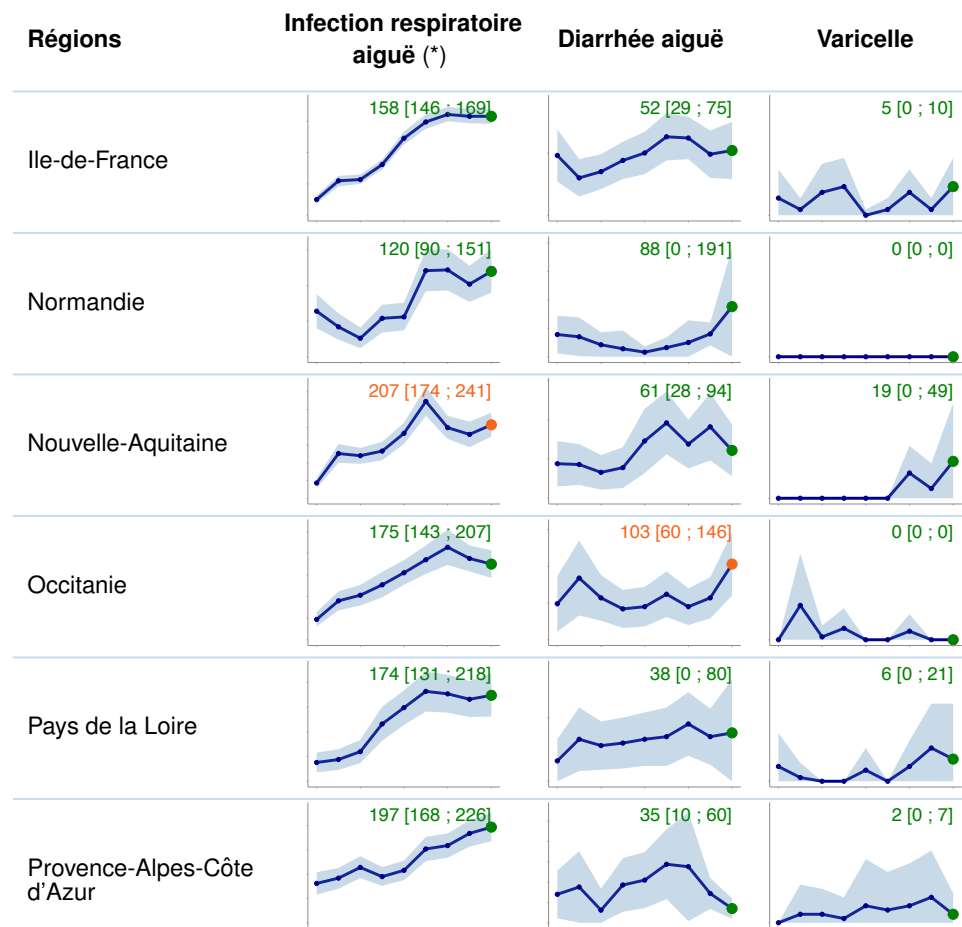 Régions
Infection respiratoire
aiguë (*)
Diarrhée aiguë
Varicelle
Ile-de-France
158 [146 ; 169]
52 [29 ; 75]
5 [0 ; 10]
Normandie
120 [90 ; 151]
88 [0 ; 191]
0 [0 ; 0]
Nouvelle-Aquitaine
207 [174 ; 241]
61 [28 ; 94]
19 [0 ; 49]
Occitanie
175 [143 ; 207]
103 [60 ; 146]
0 [0 ; 0]
Pays de la Loire
174 [131 ; 218]
38 [0 ; 80]
6 [0 ; 21]
Provence-Alpes-Côte
d'Azur
197 [168 ; 226]
35 [10 ; 60]
2 [0 ; 7]